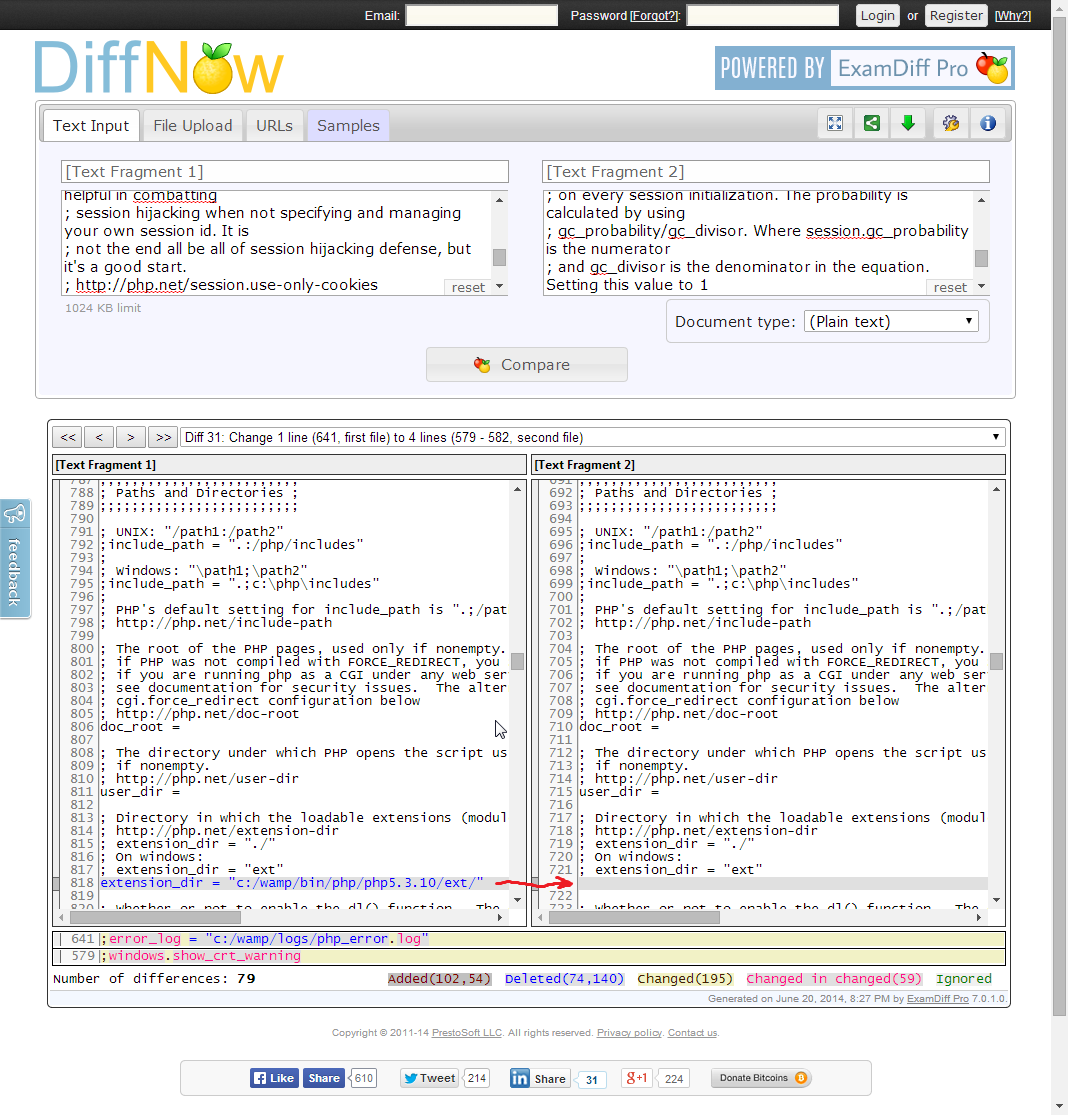 Email: Password [Forgot?]: Login or Register [Why?]
DiffNow
POWERED BY ExamDiff Pro
Text Input File Upload URLs Samples
[Text Fragment 1]
helpful in combatting
; session hijacking when not specifying and managing
your own session id. It is
; not the end all be all of session hijacking defense, but
it's a good start.
; http://php.net/session.use-only-cookies
reset
1024 KB limit
[Text Fragment 2]
; on every session initialization. The probability is
calculated by using
; gc_probability/gc_divisor. Where session.gc_probability
is the numerator
; and gc_divisor is the denominator in the equation.
Setting this value to 1
reset
Document type: (Plain text)
Compare
feedback
<< < > >> Diff 31: Change 1 line (641, first file) to 4 lines (579 - 582, second file)
[Text Fragment 1]
787 ;;;;;;;;;;;;;;;;;;;;;;;;;
788 ; Paths and Directories ;
789 ;;;;;;;;;;;;;;;;;;;;;;;;;
790
791 ; UNIX: "/path1:/path2"
792 ;include_path = ".:/php/includes"
793 ;
794 ; Windows: "\path1;\path2"
795 ;include_path = ".;c:\php\includes"
796 ;
797 ; PHP's default setting for include_path is ".;/pat
798 ; http://php.net/include-path
799
800 ; The root of the PHP pages, used only if nonempty.
801 ; if PHP was not compiled with FORCE_REDIRECT, you
802 ; if you are running php as a CGI under any web ser
803 ; see documentation for security issues.  The alter
804 ; cgi.force_redirect configuration below
805 ; http://php.net/doc-root
806 doc_root =
807
808 ; The directory under which PHP opens the script us
809 ; if nonempty.
810 ; http://php.net/user-dir
811 user_dir =
812
813 ; Directory in which the loadable extensions (modul
814 ; http://php.net/extension-dir
815 ; extension_dir = "./"
816 ; On windows:
817 ; extension_dir = "ext"
818 extension_dir = "c:/wamp/bin/php/php5.3.10/ext/"
819
820 ; Whether or not to enable the dl() function.  The
[Text Fragment 2]
691 ;;;;;;;;;;;;;;;;;;;;;;;;;
692 ; Paths and Directories ;
693 ;;;;;;;;;;;;;;;;;;;;;;;;;
694
695 ; UNIX: "/path1:/path2"
696 ;include_path = ".:/php/includes"
697 ;
698 ; Windows: "\path1;\path2"
699 ;include_path = ".;c:\php\includes"
700 ;
701 ; PHP's default setting for include_path is ".;/pat
702 ; http://php.net/include-path
703
704 ; The root of the PHP pages, used only if nonempty.
705 ; if PHP was not compiled with FORCE_REDIRECT, you
706 ; if you are running php as a CGI under any web ser
707 ; see documentation for security issues.  The alter
708 ; cgi.force_redirect configuration below
709 ; http://php.net/doc-root
710 doc_root =
711
712 ; The directory under which PHP opens the script us
713 ; if nonempty.
714 ; http://php.net/user-dir
715 user_dir =
716
717 ; Directory in which the loadable extensions (modul
718 ; http://php.net/extension-dir
719 ; extension_dir = "./"
720 ; On windows:
721 ; extension_dir = "ext"
722
723 ; Whether or not to enable the dl() function.  The
641 ;error_log = "c:/wamp/logs/php_error.log"
579 ;windows.show_crt_warning
Number of differences: 79 Added(102,54) Deleted(74,140) Changed(195) Changed in changed(59) Ignored
Generated on June 20, 2014, 8:27 PM by ExamDiff Pro 7.0.1.0.
Copyright © 2011-14 PrestoSoft LLC. All rights reserved. Privacy policy. Contact us.
Like Share 610 Tweet 214 in Share 31 g+1 224 Donate Bitcoins